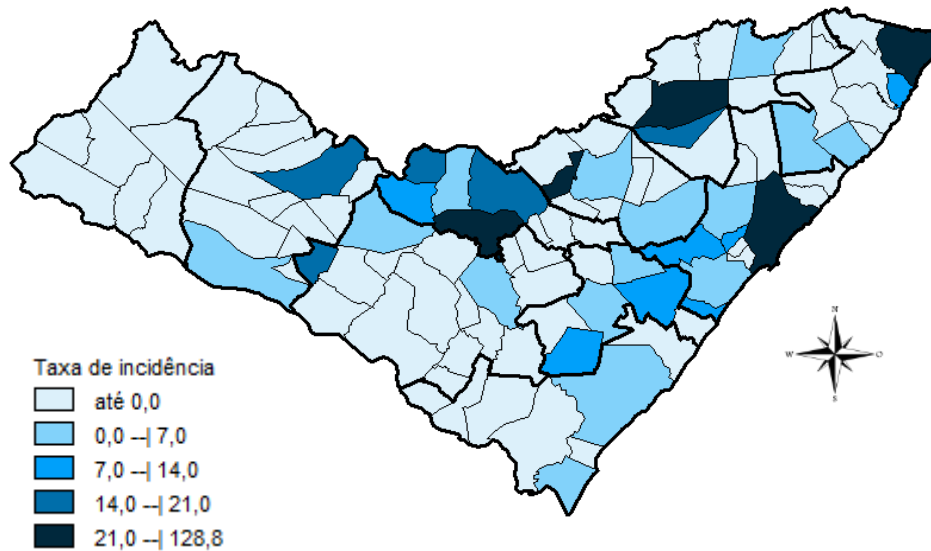 N
W
O
S
Taxa de incidência
até 0,0
0,0 --| 7,0
7,0 --| 14,0
14,0 --| 21,0
21,0 --| 128,8